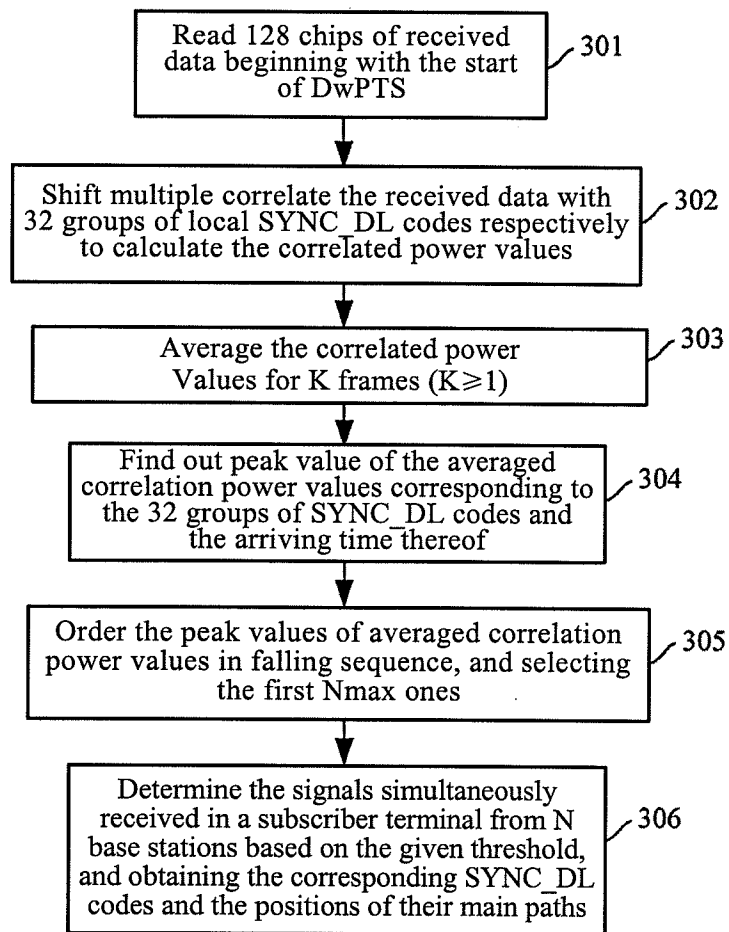 Read 128 chips of received
data beginning with the start
of DwPTS
301
Shift multiple correlate the received data with
32 groups of local SYNC_DL codes respectively
to calculate the correlated power values
302
Average the correlated power
Values for K frames (K⩾1)
303
Find out peak value of the averaged
correlation power values corresponding to
the 32 groups of SYNC_DL codes and
the arriving time thereof
304
Order the peak values of averaged correlation
power values in falling sequence, and selecting
the first Nmax ones
305
Determine the signals simultaneously
received in a subscriber terminal from N
base stations based on the given threshold,
and obtaining the corresponding SYNC_DL
codes and the positions of their main paths
306